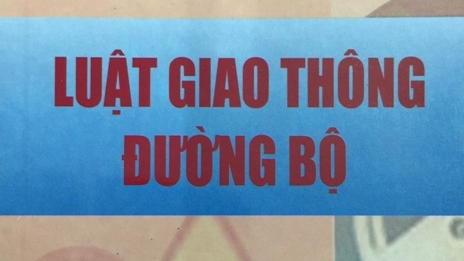 LUẬT GIAO THÔNG
ĐƯỜNG BỘ